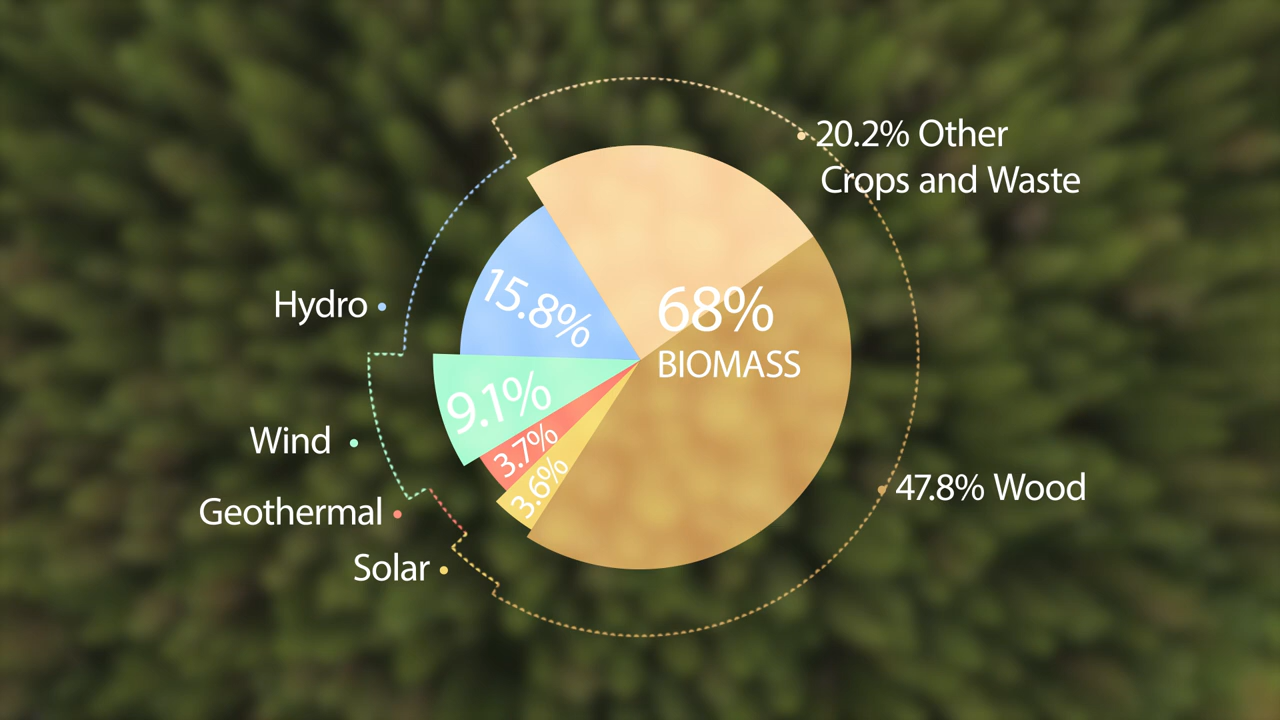 20.2% Other
Crops and Waste
Hydro
15.8%
68%
BIOMASS
9.1%
Wind
3.7%
3.6%
47.8% Wood
Geothermal
Solar